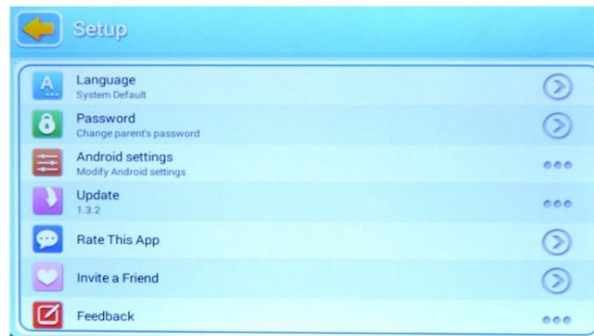 Setup
Language
System Default
Password
Change parent's password
Android settings
Modify Android settings
Update
1.3.2
Rate This App
Invite a Friend
Feedback